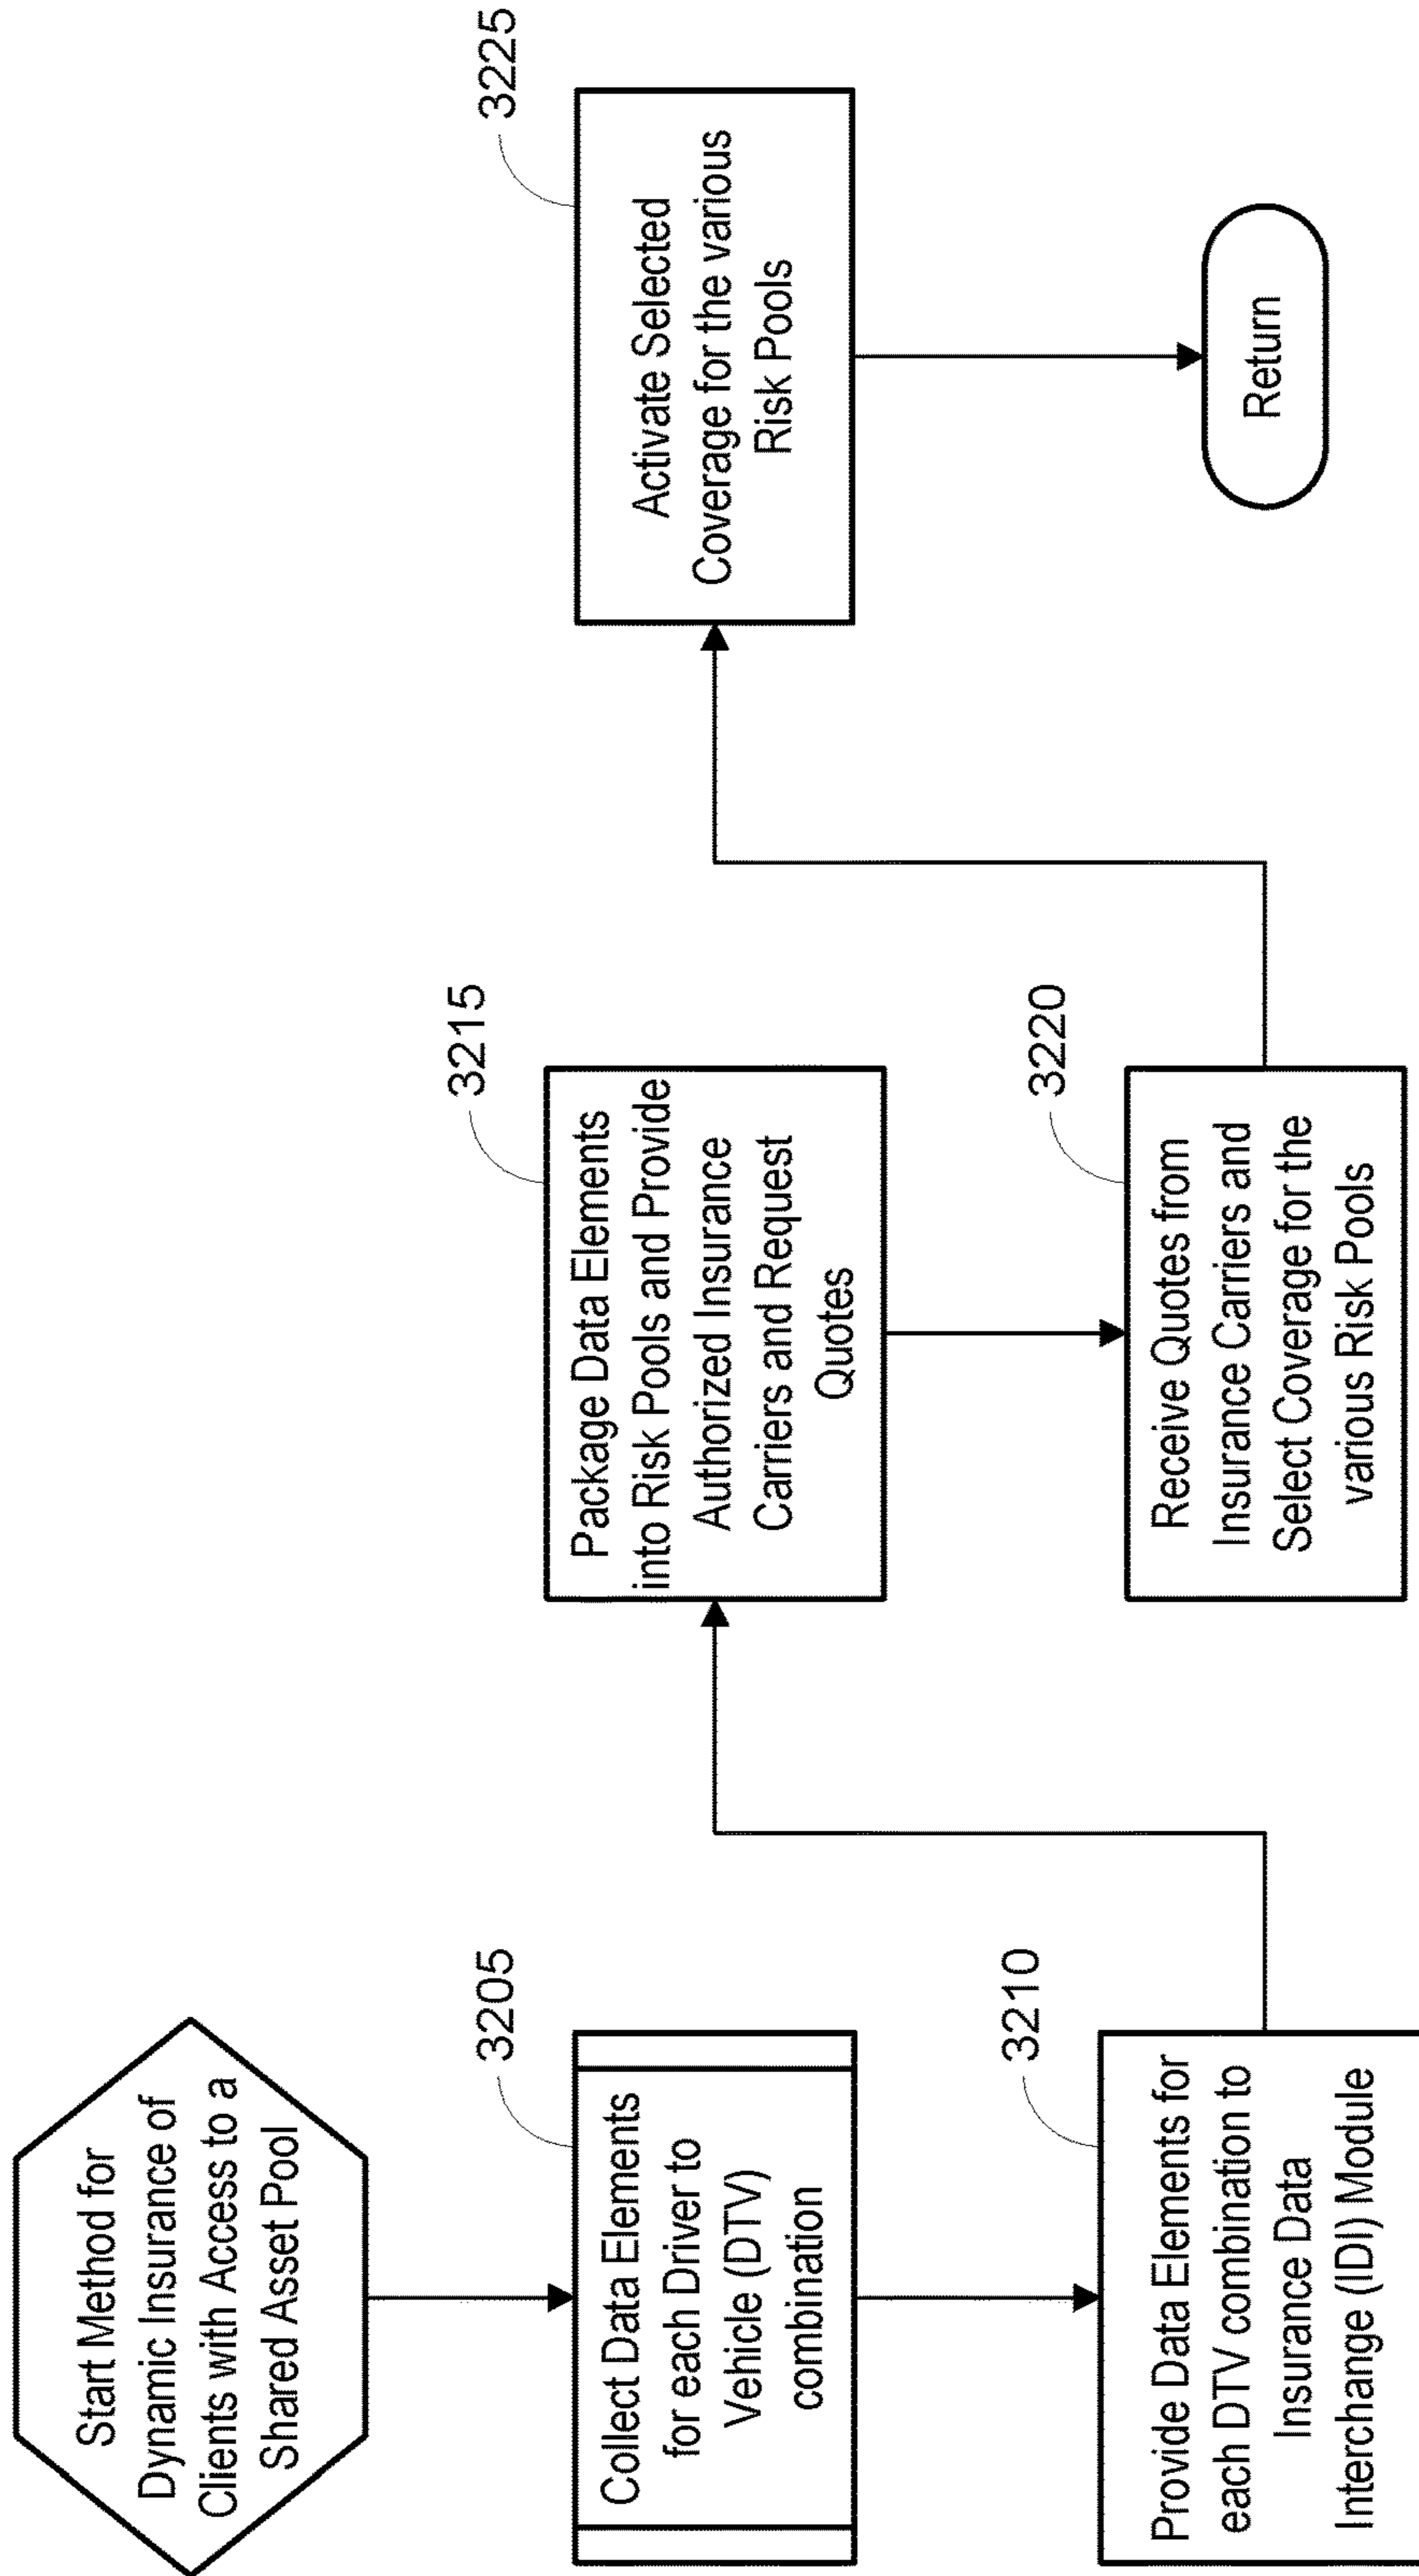 Start Method for
Dynamic Insurance of
Clients with Access to a
Shared Asset Pool
3205
Collect Data Elements
for each Driver to
Vehicle (DTV)
combination
3210
Provide Data Elements for
each DTV combination to
Insurance Data
Interchange (IDI) Module
3215
Package Data Elements
into Risk Pools and Provide
Authorized Insurance
Carriers and Request
Quotes
3220
Receive Quotes from
Insurance Carriers and
Select Coverage for the
various Risk Pools
3225
Activate Selected
Coverage for the various
Risk Pools
Return